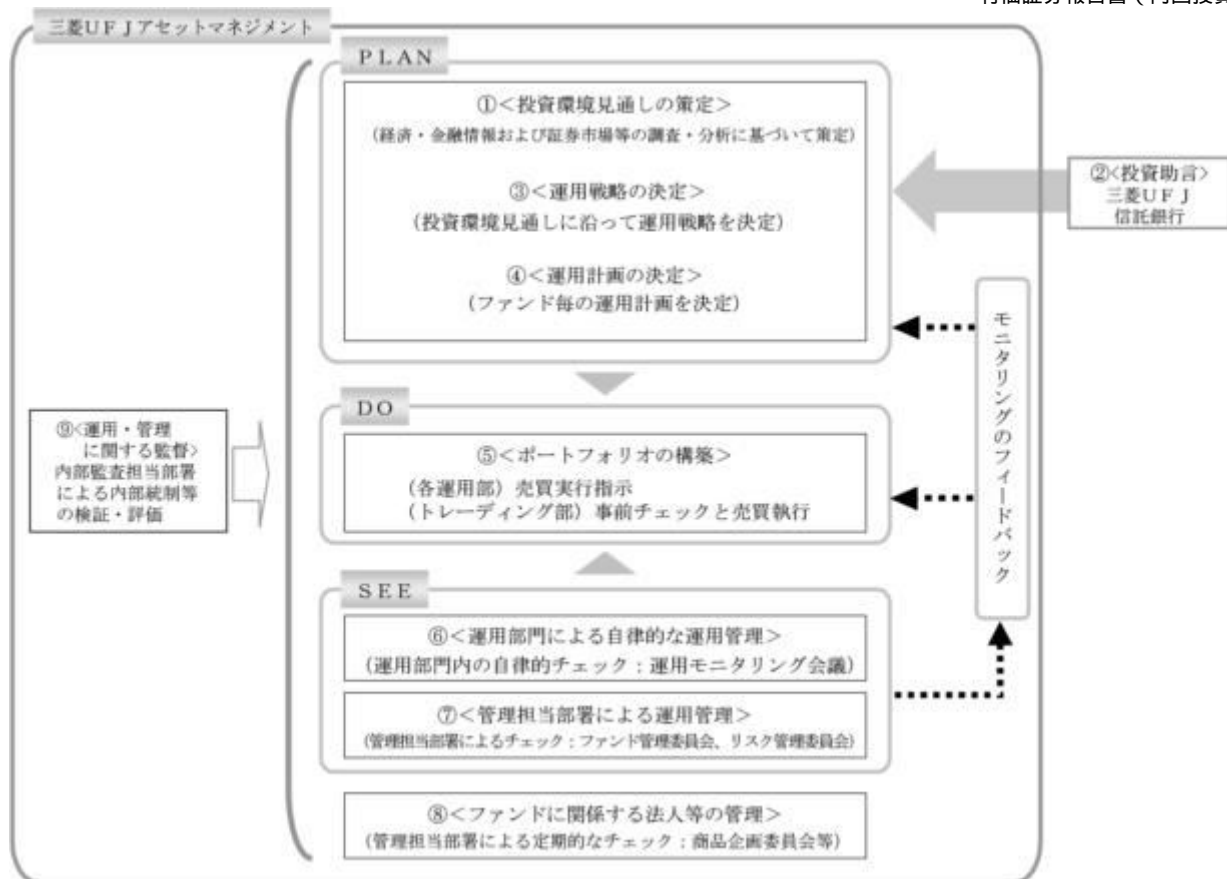 三菱UFJアセットマネジメント
PLAN
①<投資環境見通しの策定>
(経済・金融情報および証券市場等の調査・分析に基づいて策定)
③<運用戦略の決定>
(投資環境見通しに沿って運用戦略を決定)
④<運用計画の決定>
(ファンド毎の運用計画を決定)
②<投資助言>
三菱UFJ
信託銀行
モニタリングのフィードバック
DO
⑤<ポートフォリオの構築>
(各運用部)売買実行指示
(トレーディング部)事前チェックと売買執行
⑨<運用・管理
に関する監督>
内部監査担当部署
による内部統制等
の検証・評価
SEE
⑥<運用部門による自律的な運用管理>
(運用部門内の自律的チェック:運用モニタリング会議)
⑦<管理担当部署による運用管理>
(管理担当部署によるチェック:ファンド管理委員会、リスク管理委員会)
⑧<ファンドに関係する法人等の管理>
(管理担当部署による定期的なチェック:商品企画委員会等)